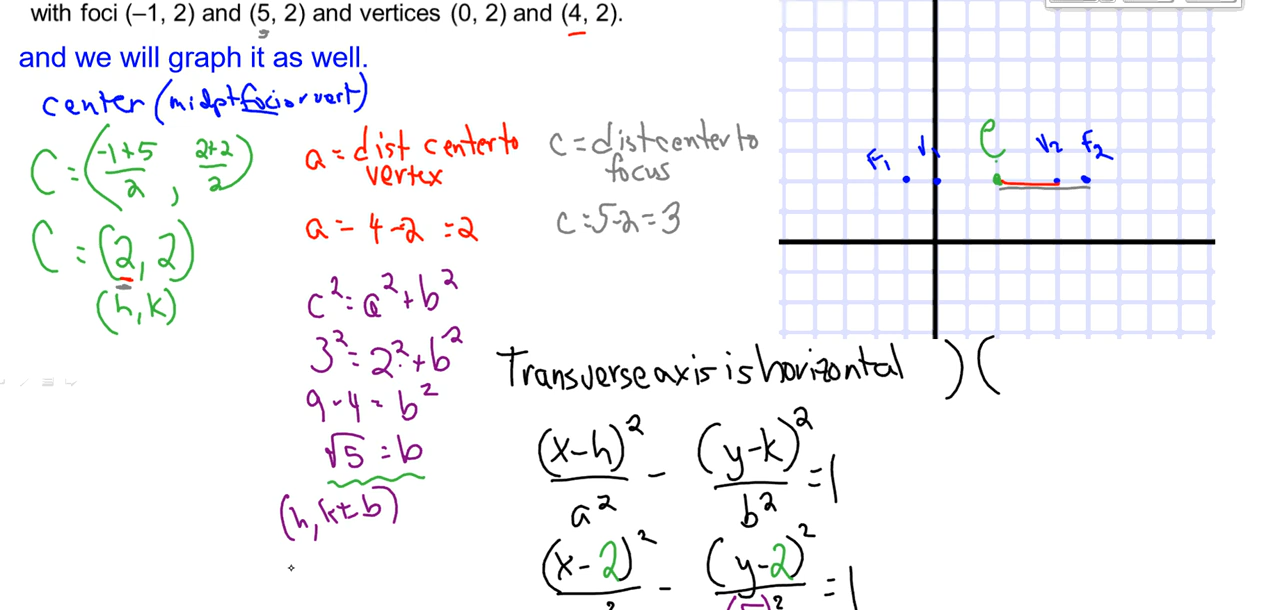 with foci (−1, 2) and (5, 2) and vertices (0, 2) and (4, 2).
and we will graph it as well.
center (midpt foci or vert)
C = (-1+5/2, 2+2/2)
C = (2, 2)
(h, k)
a = dist center to
vertex
a = 4-2 = 2
c = dist center to
focus
c = 5-2 = 3
c² = a² + b²
3² = 2² + b²
9 - 4 = b²
√5 = b
(h, k ± b)
F₁ V₁ C V₂ F₂
Transverse axis is horizontal )(
(x-h)²/a² - (y-k)²/b² = 1
(x-2)²/ ² - (y-2)²/( )² = 1